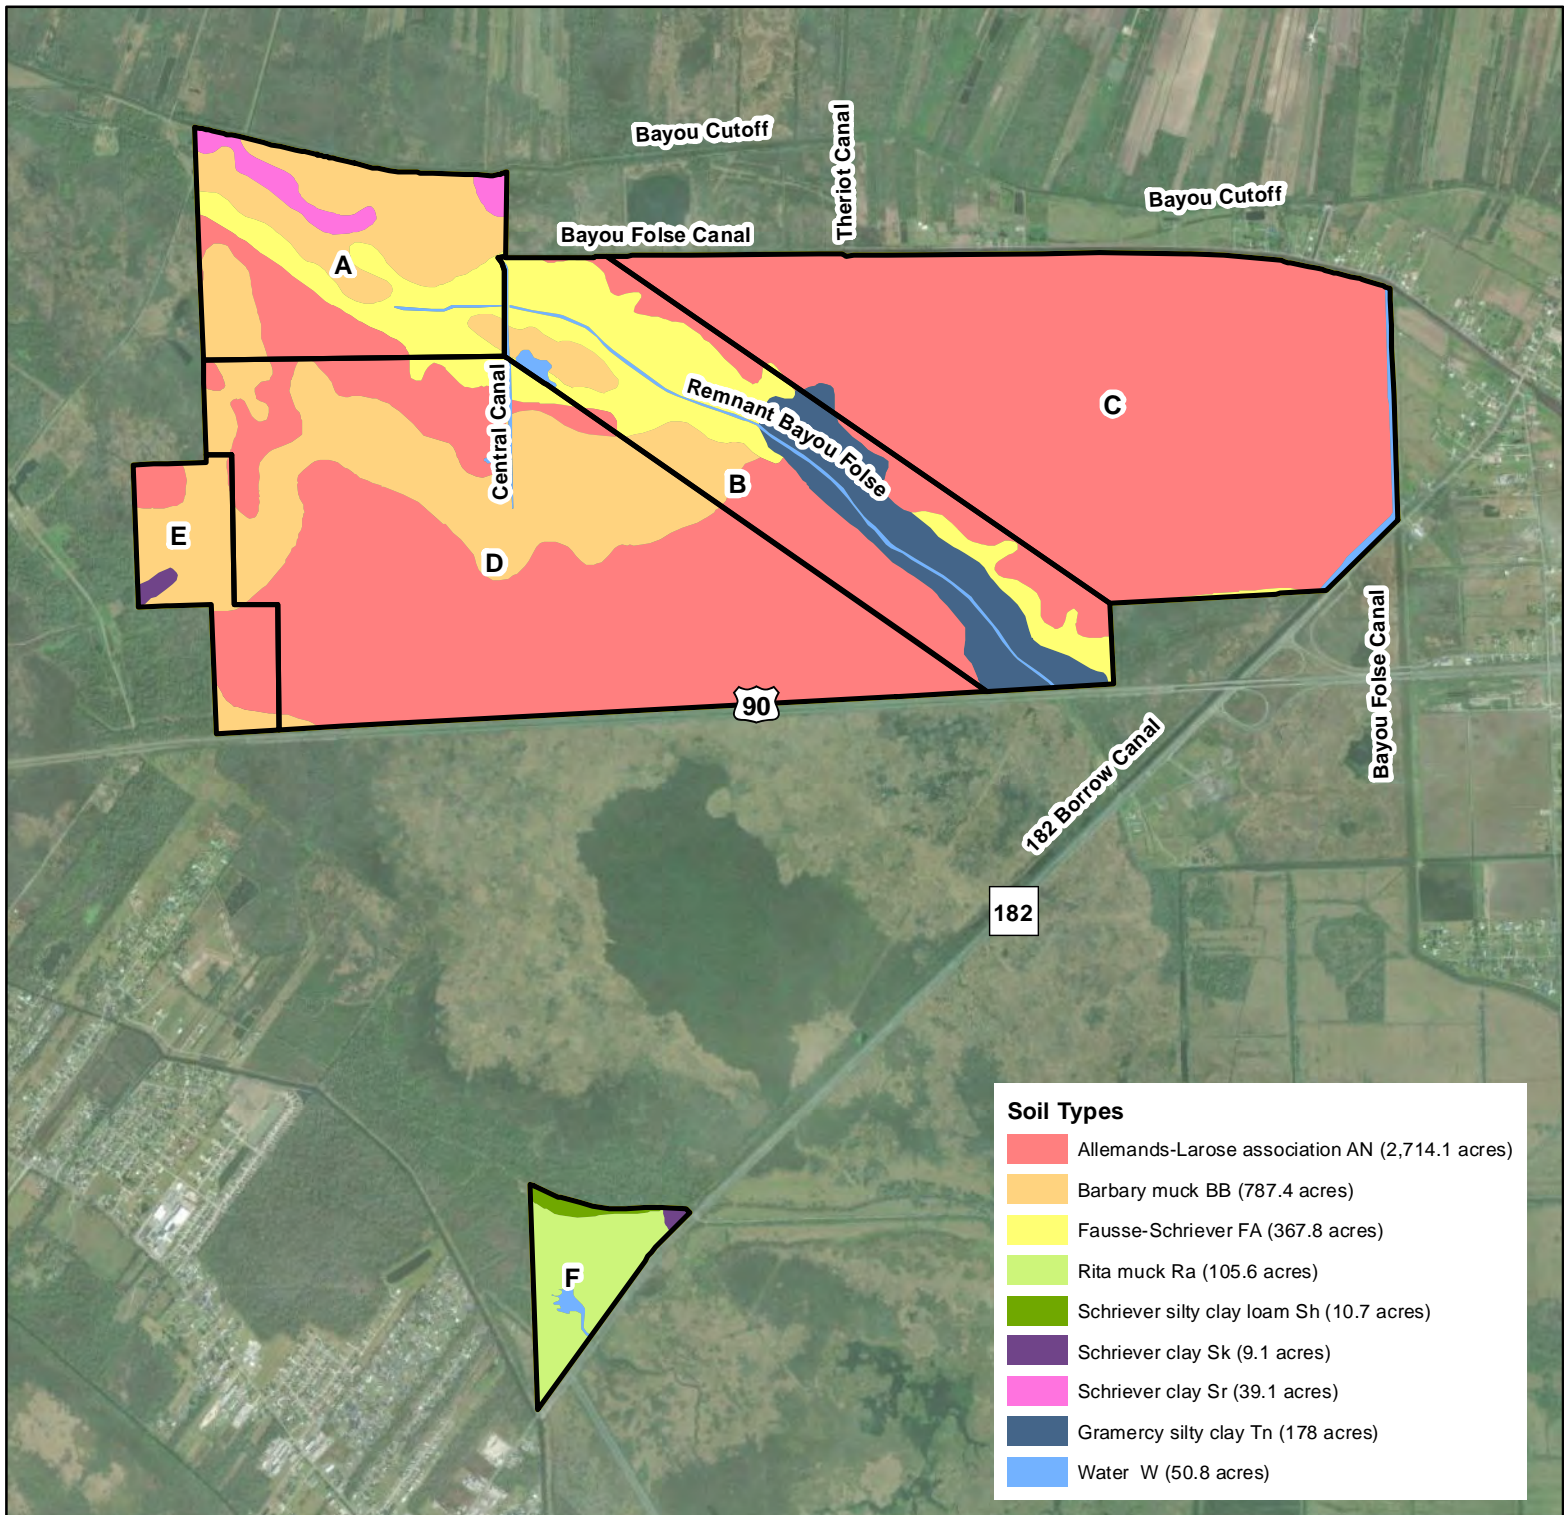 Bayou Cutoff
Theriot Canal
Bayou Cutoff
Bayou Folse Canal
A
C
Remnant Bayou Folse
Central Canal
B
E
D
90
Bayou Folse Canal
182 Borrow Canal
182
F
Soil Types
Allemands-Larose association AN (2,714.1 acres)
Barbary muck BB (787.4 acres)
Fausse-Schriever FA (367.8 acres)
Rita muck Ra (105.6 acres)
Schriever silty clay loam Sh (10.7 acres)
Schriever clay Sk (9.1 acres)
Schriever clay Sr (39.1 acres)
Gramercy silty clay Tn (178 acres)
Water W (50.8 acres)